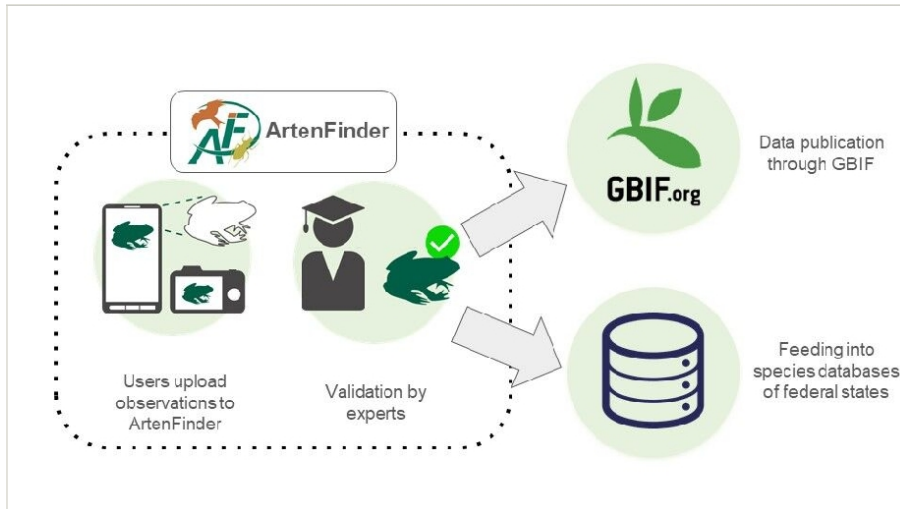 AF
ArtenFinder
Users upload
observations to
ArtenFinder
Validation by
experts
GBIF.org
Data publication
through GBIF
Feeding into
species databases
of federal states